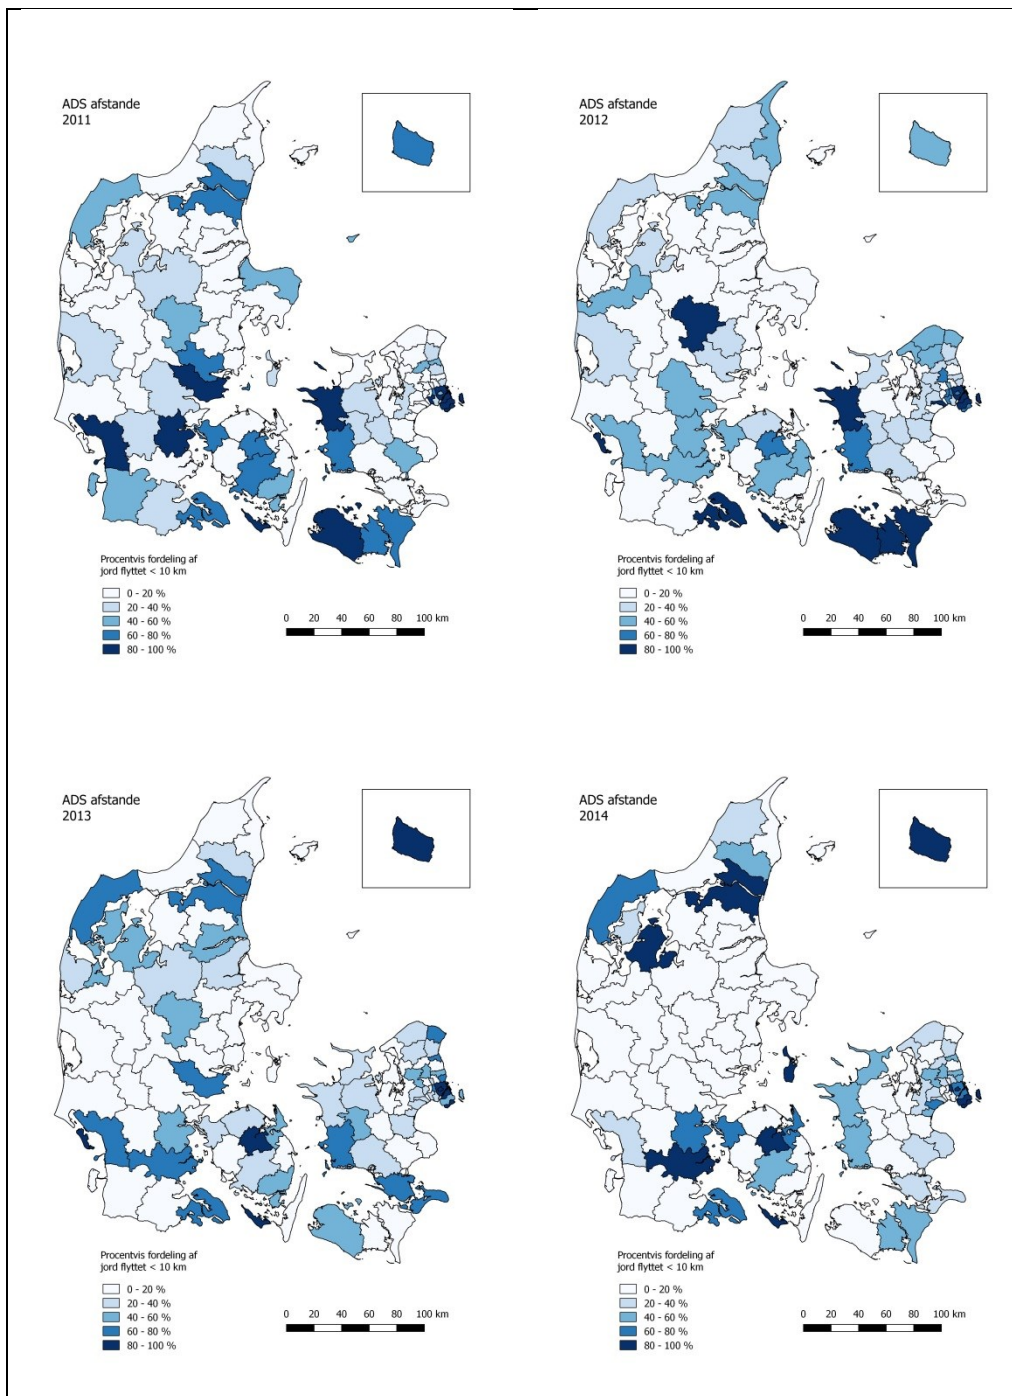 ADS afstande
2011
Procentvis fordeling af
jord flyttet < 10 km
0 - 20 %
20 - 40 %
40 - 60 %
60 - 80 %
80 - 100 %
0 20 40 60 80 100 km
ADS afstande
2012
Procentvis fordeling af
jord flyttet < 10 km
0 - 20 %
20 - 40 %
40 - 60 %
60 - 80 %
80 - 100 %
0 20 40 60 80 100 km
ADS afstande
2013
Procentvis fordeling af
jord flyttet < 10 km
0 - 20 %
20 - 40 %
40 - 60 %
60 - 80 %
80 - 100 %
0 20 40 60 80 100 km
ADS afstande
2014
Procentvis fordeling af
jord flyttet < 10 km
0 - 20 %
20 - 40 %
40 - 60 %
60 - 80 %
80 - 100 %
0 20 40 60 80 100 km